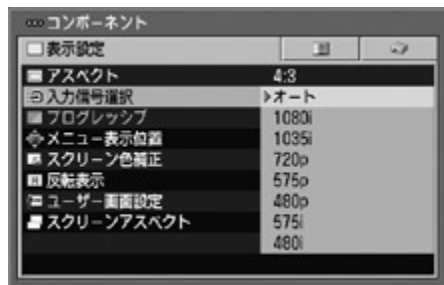 コンポーネント
表示設定
アスペクト 4:3
入力信号選択 オート
プログレッシブ 1080i
メニュー表示位置 1035i
スクリーン色補正 720p
反転表示 575p
ユーザー画面設定 480p
スクリーンアスペクト 575i
480i